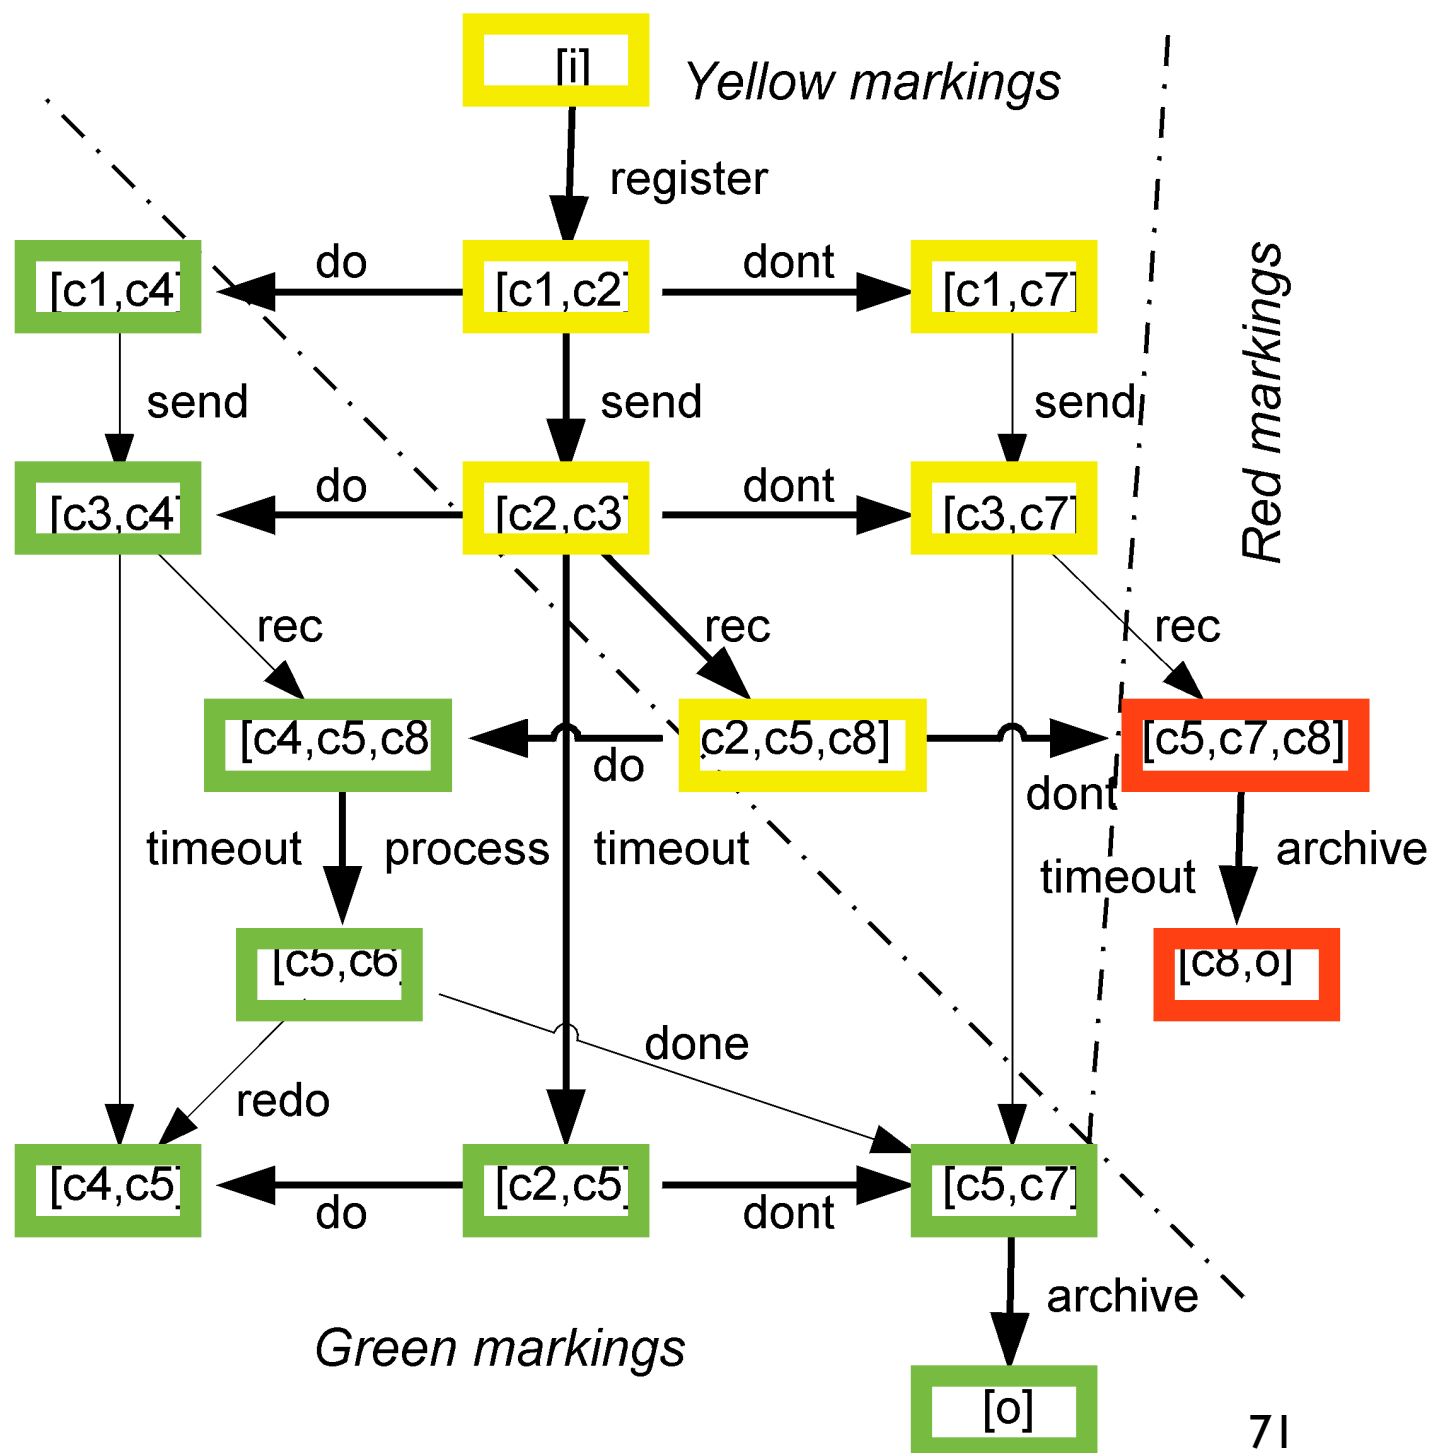 [i]
Yellow markings
register
do
dont
[c1,c4]
[c1,c2]
[c1,c7]
Red markings
send
send
send
do
dont
[c3,c4]
[c2,c3]
[c3,c7]
rec
rec
rec
[c4,c5,c8
c2,c5,c8]
[c5,c7,c8]
do
dont
timeout
process
timeout
timeout
archive
[c5,c6]
[c8,o]
done
redo
[c4,c5]
[c2,c5]
[c5,c7]
do
dont
archive
Green markings
[o]
71